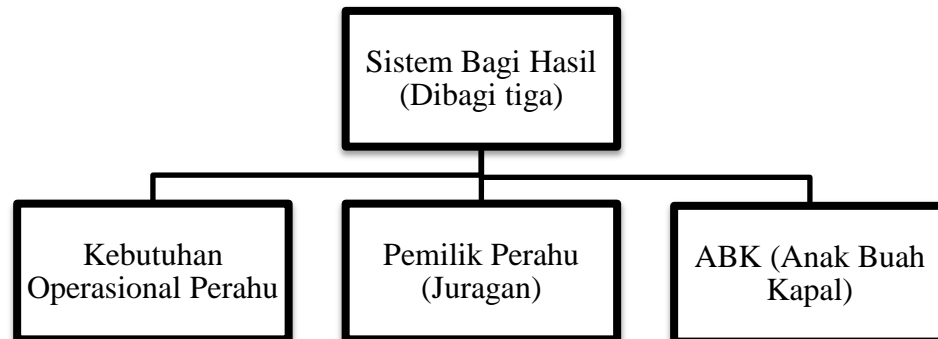 Sistem Bagi Hasil
(Dibagi tiga)
Kebutuhan
Operasional Perahu
Pemilik Perahu
(Juragan)
ABK (Anak Buah
Kapal)